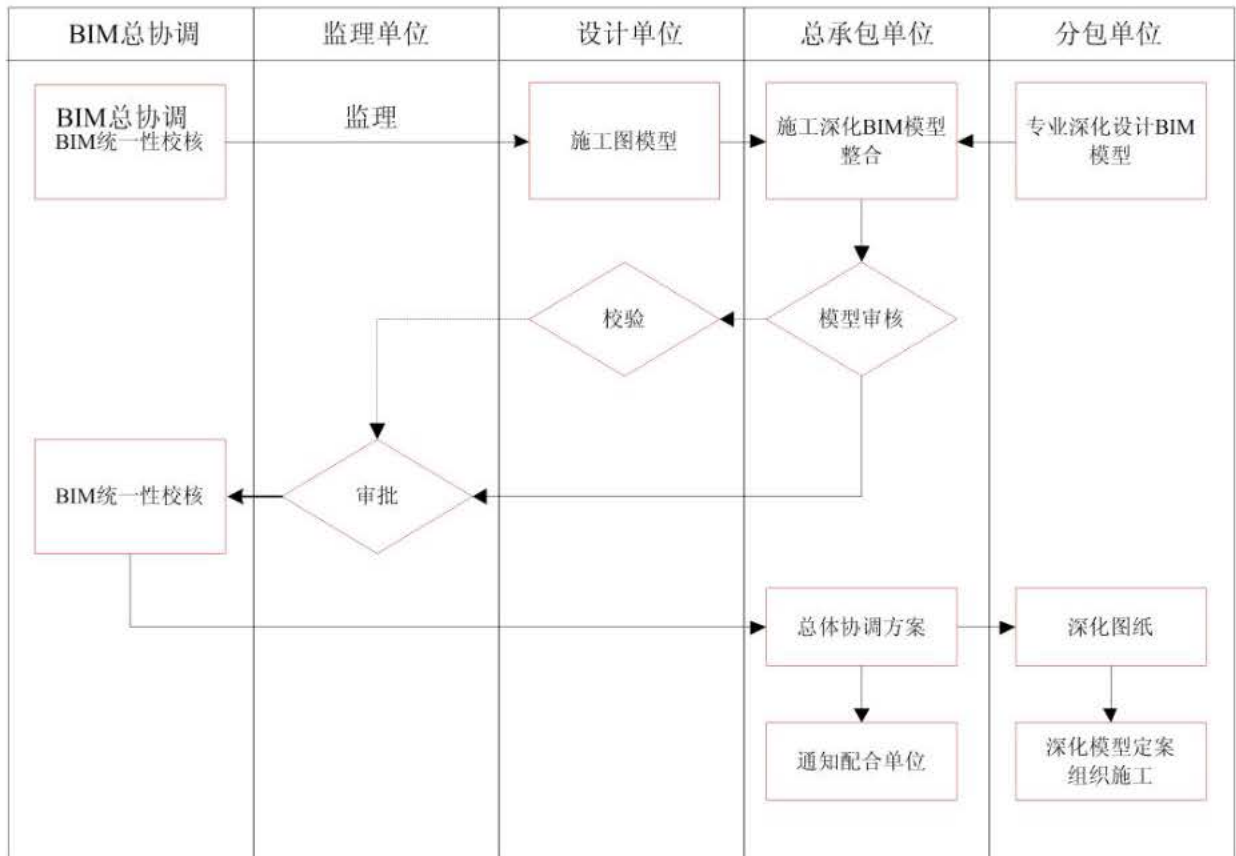 BIM总协调
监理单位
设计单位
总承包单位
分包单位
BIM总协调
BIM统一性校核
监理
施工图模型
施工深化BIM模型
整合
专业深化设计BIM
模型
校验
模型审核
BIM统一性校核
审批
总体协调方案
深化图纸
通知配合单位
深化模型定案
组织施工